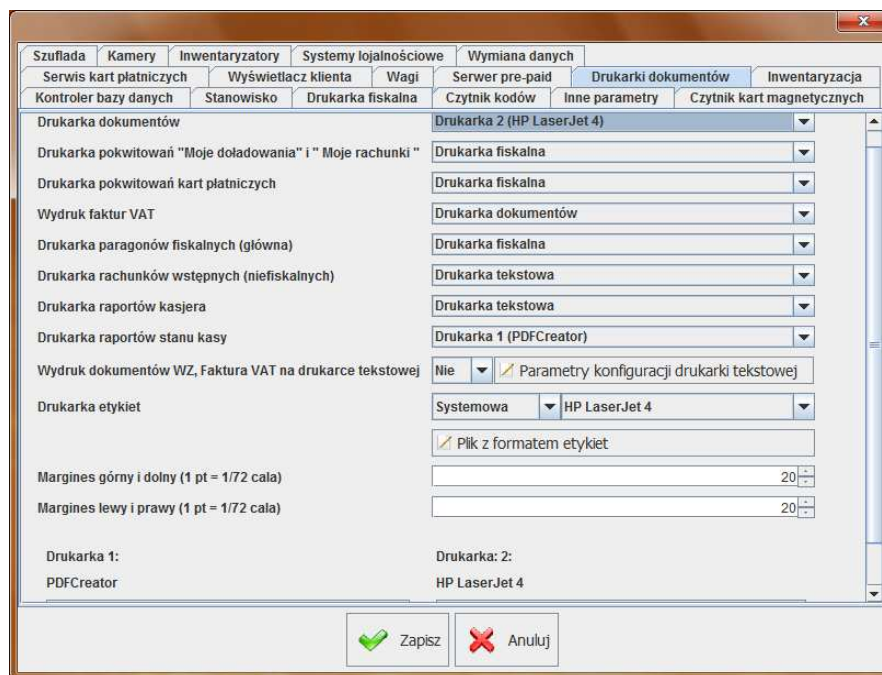 Szuflada Kamery Inwentaryzatory Systemy lojalnościowe Wymiana danych
Serwis kart płatniczych Wyświetlacz klienta Wagi Serwer pre-paid Drukarki dokumentów Inwentaryzacja
Kontroler bazy danych Stanowisko Drukarka fiskalna Czytnik kodów Inne parametry Czytnik kart magnetycznych
Drukarka dokumentów Drukarka 2 (HP LaserJet 4)
Drukarka pokwitowań "Moje doładowania" i " Moje rachunki " Drukarka fiskalna
Drukarka pokwitowań kart płatniczych Drukarka fiskalna
Wydruk faktur VAT Drukarka dokumentów
Drukarka paragonów fiskalnych (główna) Drukarka fiskalna
Drukarka rachunków wstępnych (niefiskalnych) Drukarka tekstowa
Drukarka raportów kasjera Drukarka tekstowa
Drukarka raportów stanu kasy Drukarka 1 (PDFCreator)
Wydruk dokumentów WZ, Faktura VAT na drukarce tekstowej Nie Parametry konfiguracji drukarki tekstowej
Drukarka etykiet Systemowa HP LaserJet 4
Plik z formatem etykiet
Margines górny i dolny (1 pt = 1/72 cala) 20
Margines lewy i prawy (1 pt = 1/72 cala) 20
Drukarka 1: Drukarka: 2:
PDFCreator HP LaserJet 4
Zapisz Anuluj